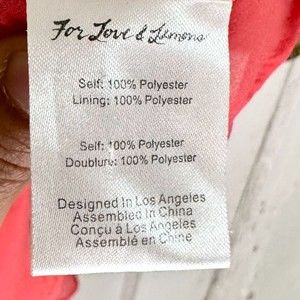 For Love & Lemons
Self: 100% Polyester
Lining: 100% Polyester
Self: 100% Polyester
Doublure: 100% Polyester
Designed In Los Angeles
Assembled In China
Conçu à Los Angeles
Assemblé en Chine